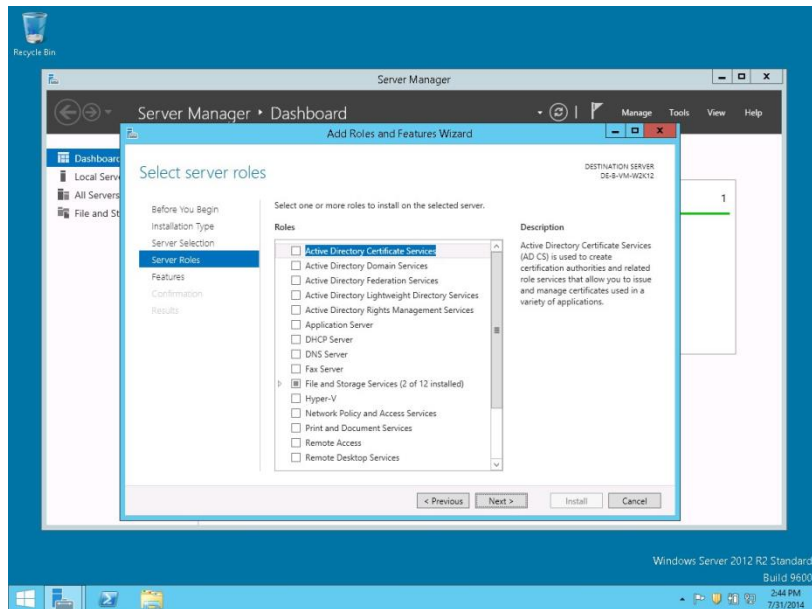 Recycle Bin
Server Manager
Server Manager • Dashboard
Manage Tools View Help
Add Roles and Features Wizard
Dashboard
Local Serve
All Servers
File and St
1
Select server roles
DESTINATION SERVER
DE-B-VM-W2K12
Before You Begin
Installation Type
Server Selection
Server Roles
Features
Confirmation
Results
Select one or more roles to install on the selected server.
Roles
Active Directory Certificate Services
Active Directory Domain Services
Active Directory Federation Services
Active Directory Lightweight Directory Services
Active Directory Rights Management Services
Application Server
DHCP Server
DNS Server
Fax Server
File and Storage Services (2 of 12 installed)
Hyper-V
Network Policy and Access Services
Print and Document Services
Remote Access
Remote Desktop Services
Description
Active Directory Certificate Services
(AD CS) is used to create
certification authorities and related
role services that allow you to issue
and manage certificates used in a
variety of applications.
< Previous Next > Install Cancel
Windows Server 2012 R2 Standard
Build 9600
2:44 PM
7/31/2014